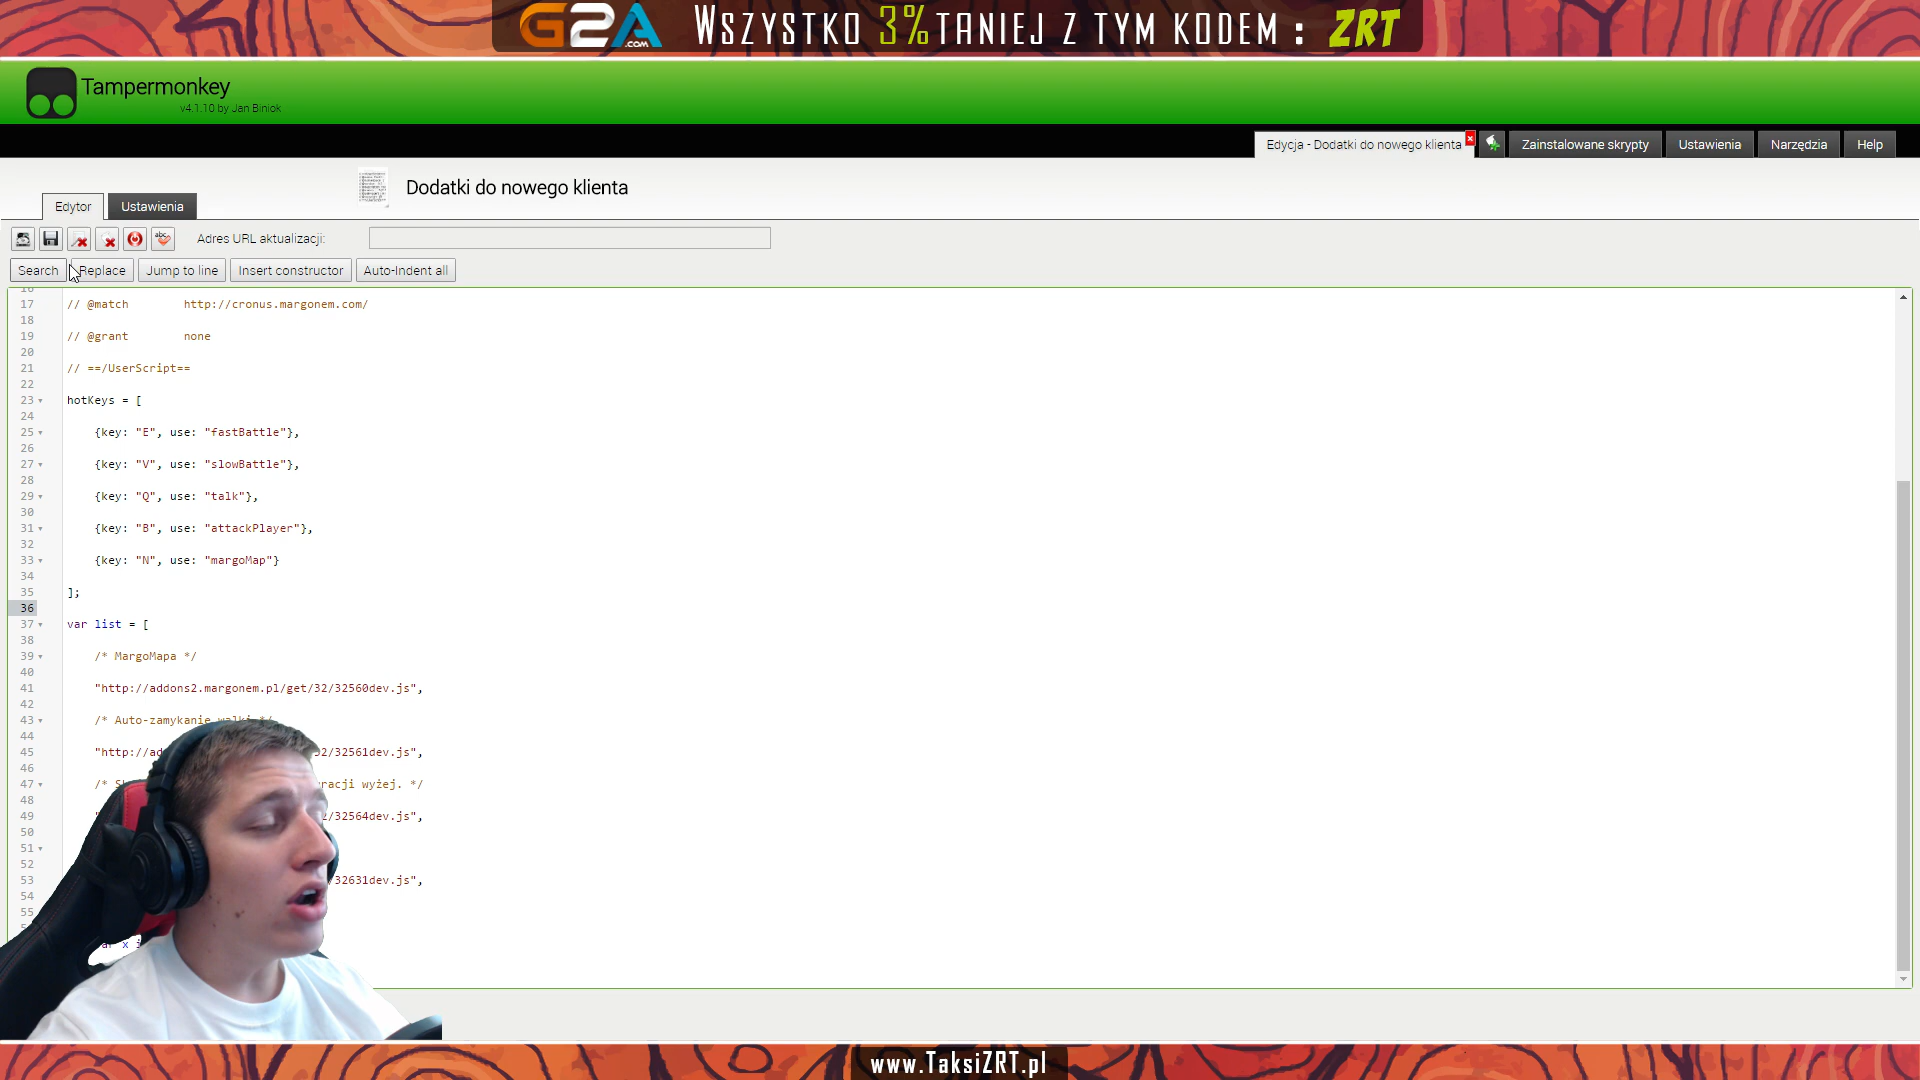 G2A.COM WSZYSTKO 3% TANIEJ Z TYM KODEM : ZRT
Tampermonkey
v4.1.10 by Jan Biniok
Edycja - Dodatki do nowego klienta
Zainstalowane skrypty
Ustawienia
Narzędzia
Help
Dodatki do nowego klienta
Edytor
Ustawienia
abc
Adres URL aktualizacji:
Search
Replace
Jump to line
Insert constructor
Auto-Indent all
16
17 // @match http://cronus.margonem.com/
18
19 // @grant none
20
21 // ==/UserScript==
22
23 hotKeys = [
24
25 {key: "E", use: "fastBattle"},
26
27 {key: "V", use: "slowBattle"},
28
29 {key: "Q", use: "talk"},
30
31 {key: "B", use: "attackPlayer"},
32
33 {key: "N", use: "margoMap"}
34
35 ];
36
37 var list = [
38
39 /* MargoMapa */
40
41 "http://addons2.margonem.pl/get/32/32560dev.js",
42
43 /* Auto-zamykanie walki */
44
45 "http://ad 32/32561dev.js",
46
47 /* racji wyżej. */
48
49 2/32564dev.js",
50
51
52
53 /32631dev.js",
54
55
x
www.TaksiZRT.pl